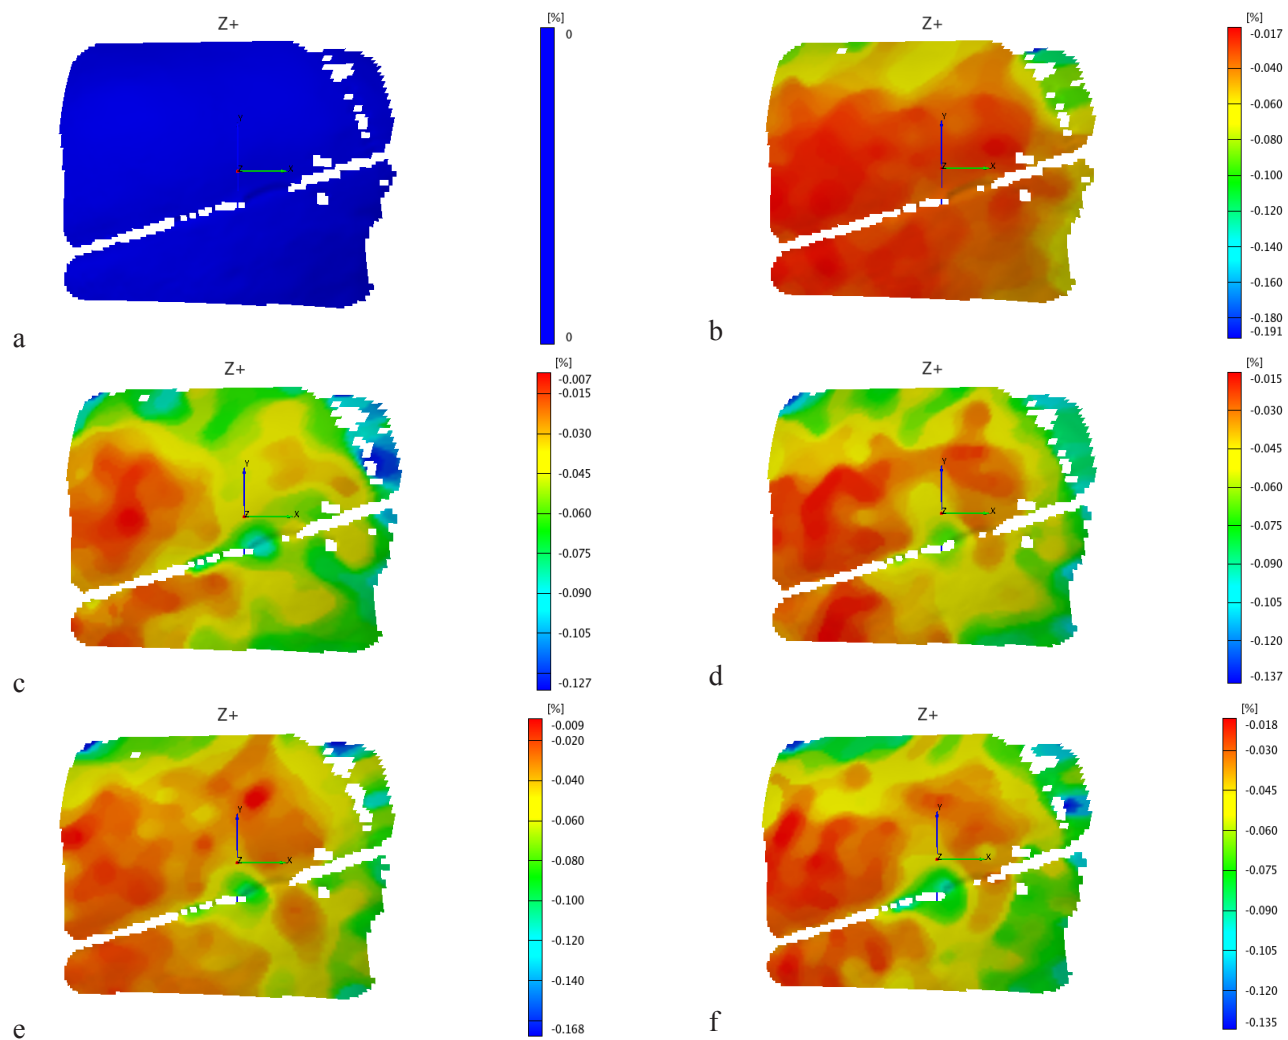 Z+
[%]
0
Y
Z
X
0
a
Z+
[%]
-0.017
-0.040
-0.060
-0.080
-0.100
-0.120
-0.140
-0.160
-0.180
-0.191
Y
Z
X
b
Z+
[%]
-0.007
-0.015
-0.030
-0.045
-0.060
-0.075
-0.090
-0.105
-0.127
Y
Z
X
c
Z+
[%]
-0.015
-0.030
-0.045
-0.060
-0.075
-0.090
-0.105
-0.120
-0.137
Y
Z
X
d
Z+
[%]
-0.009
-0.020
-0.040
-0.060
-0.080
-0.100
-0.120
-0.140
-0.168
Y
Z
X
e
Z+
[%]
-0.018
-0.030
-0.045
-0.060
-0.075
-0.090
-0.105
-0.120
-0.135
Y
Z
X
f